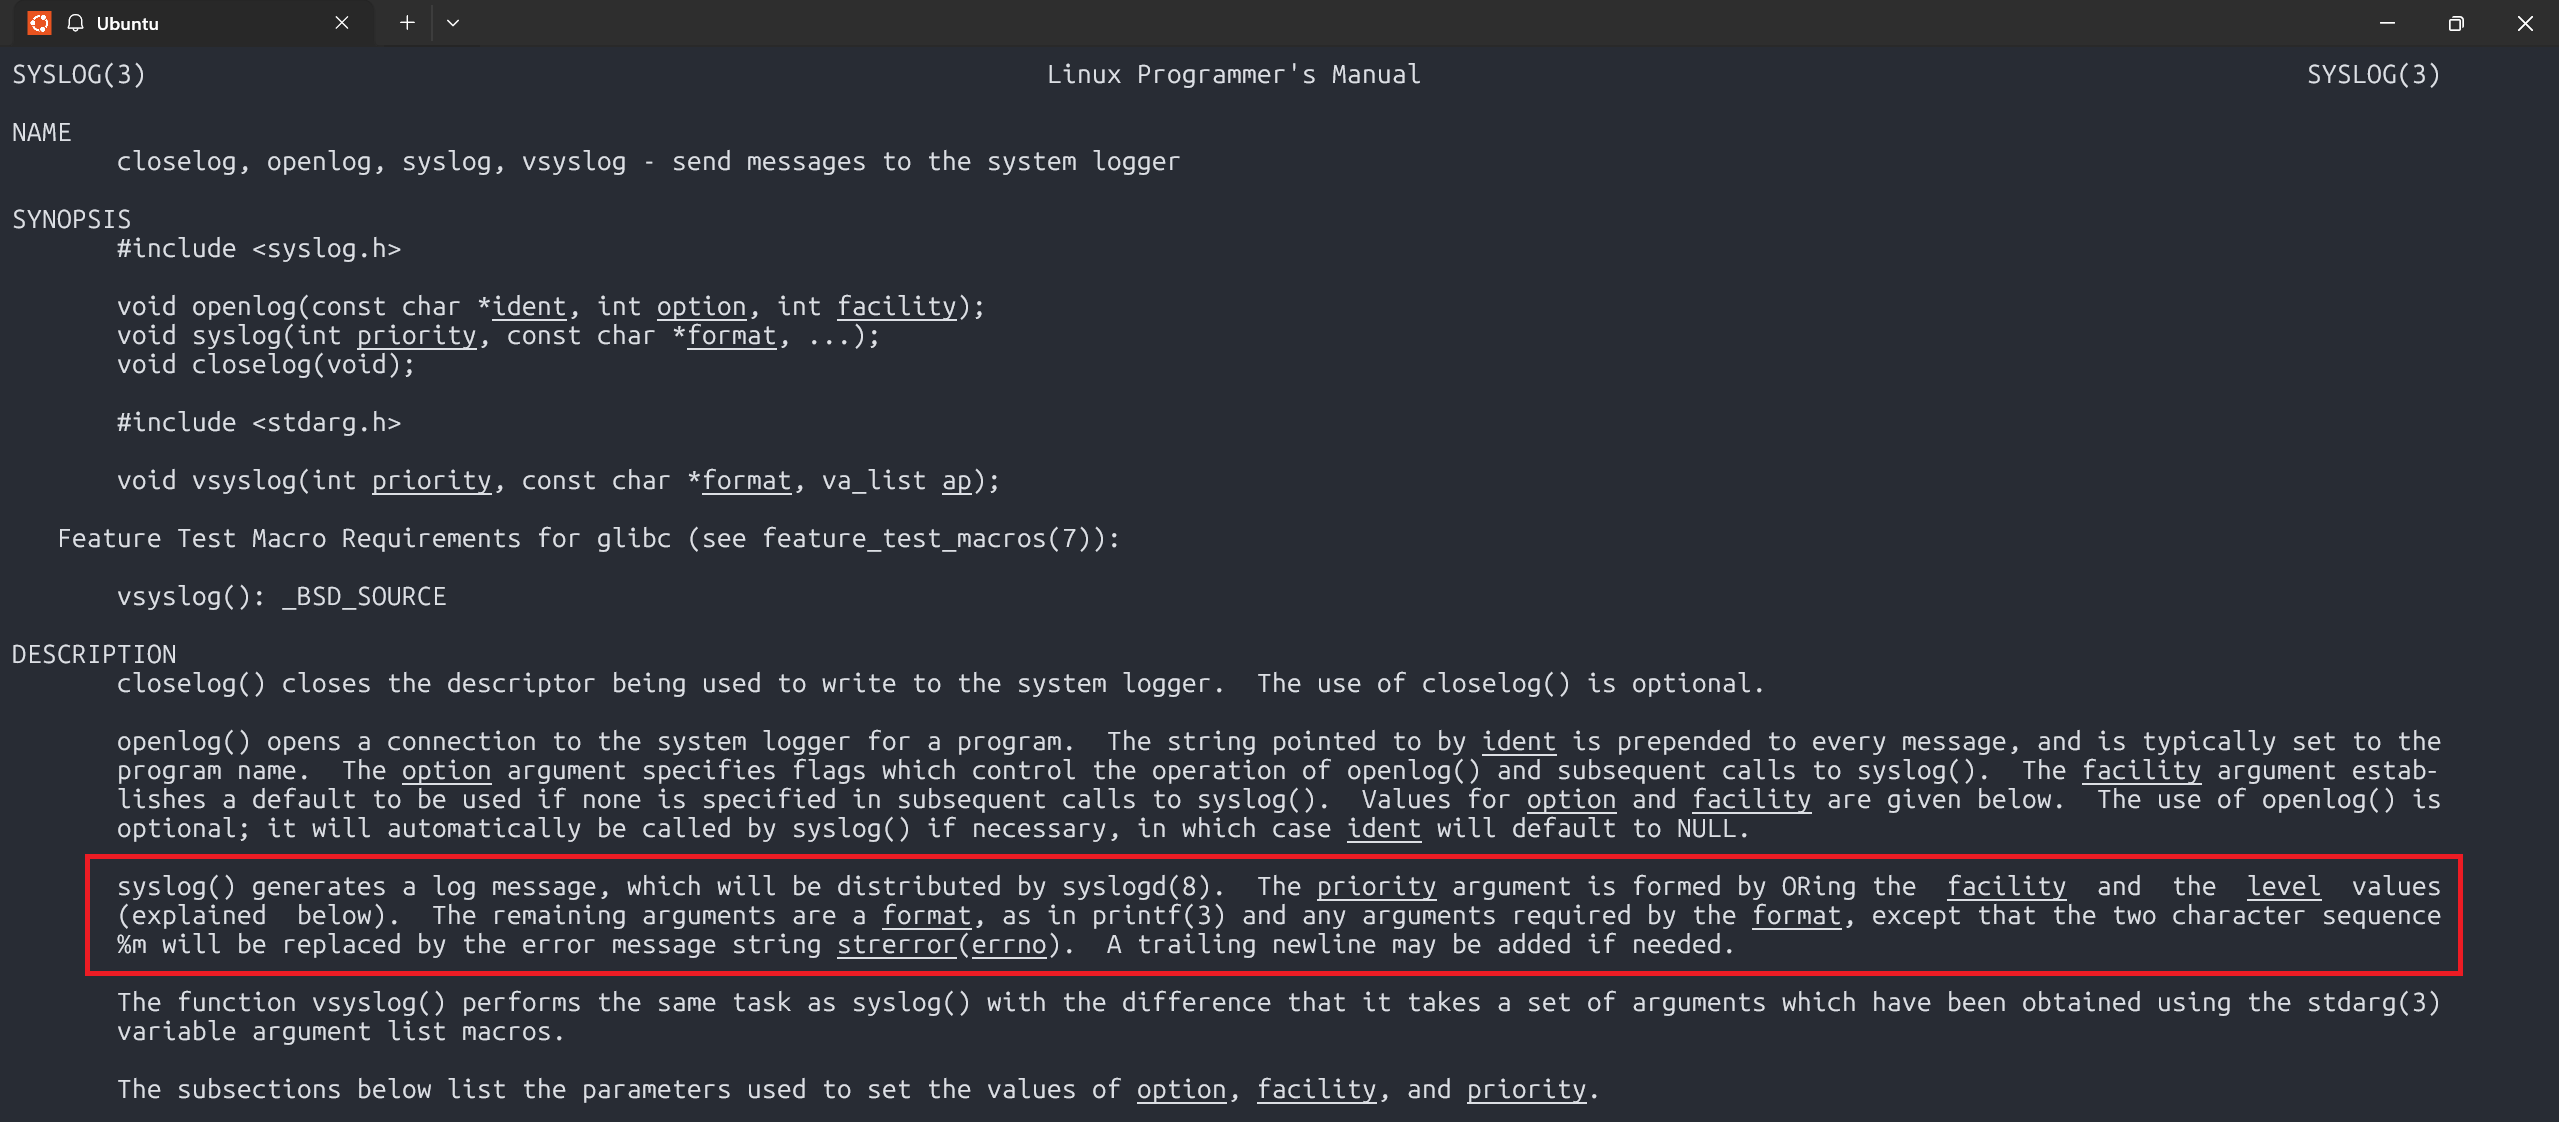 Ubuntu
SYSLOG(3) Linux Programmer's Manual SYSLOG(3)
NAME
closelog, openlog, syslog, vsyslog - send messages to the system logger
SYNOPSIS
#include <syslog.h>
void openlog(const char *ident, int option, int facility);
void syslog(int priority, const char *format, ...);
void closelog(void);
#include <stdarg.h>
void vsyslog(int priority, const char *format, va_list ap);
Feature Test Macro Requirements for glibc (see feature_test_macros(7)):
vsyslog(): _BSD_SOURCE
DESCRIPTION
closelog() closes the descriptor being used to write to the system logger.  The use of closelog() is optional.
openlog() opens a connection to the system logger for a program.  The string pointed to by ident is prepended to every message, and is typically set to the
program name.  The option argument specifies flags which control the operation of openlog() and subsequent calls to syslog().  The facility argument estab-
lishes a default to be used if none is specified in subsequent calls to syslog().  Values for option and facility are given below.  The use of openlog() is
optional; it will automatically be called by syslog() if necessary, in which case ident will default to NULL.
syslog() generates a log message, which will be distributed by syslogd(8).  The priority argument is formed by ORing the  facility  and  the  level  values
(explained  below).  The remaining arguments are a format, as in printf(3) and any arguments required by the format, except that the two character sequence
%m will be replaced by the error message string strerror(errno).  A trailing newline may be added if needed.
The function vsyslog() performs the same task as syslog() with the difference that it takes a set of arguments which have been obtained using the stdarg(3)
variable argument list macros.
The subsections below list the parameters used to set the values of option, facility, and priority.